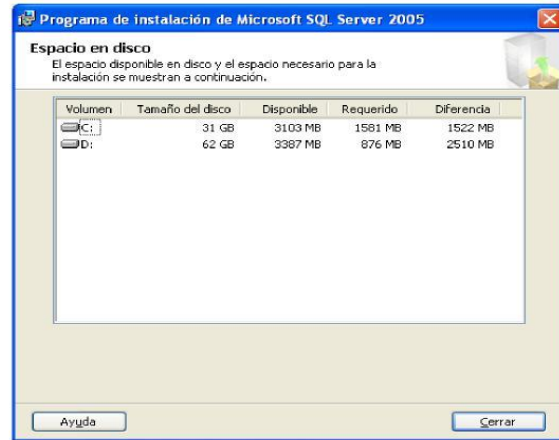 Programa de instalación de Microsoft SQL Server 2005
Espacio en disco
El espacio disponible en disco y el espacio necesario para la
instalación se muestran a continuación.
Volumen Tamaño del disco Disponible Requerido Diferencia
C: 31 GB 3103 MB 1581 MB 1522 MB
D: 62 GB 3387 MB 876 MB 2510 MB
Ayuda Cerrar